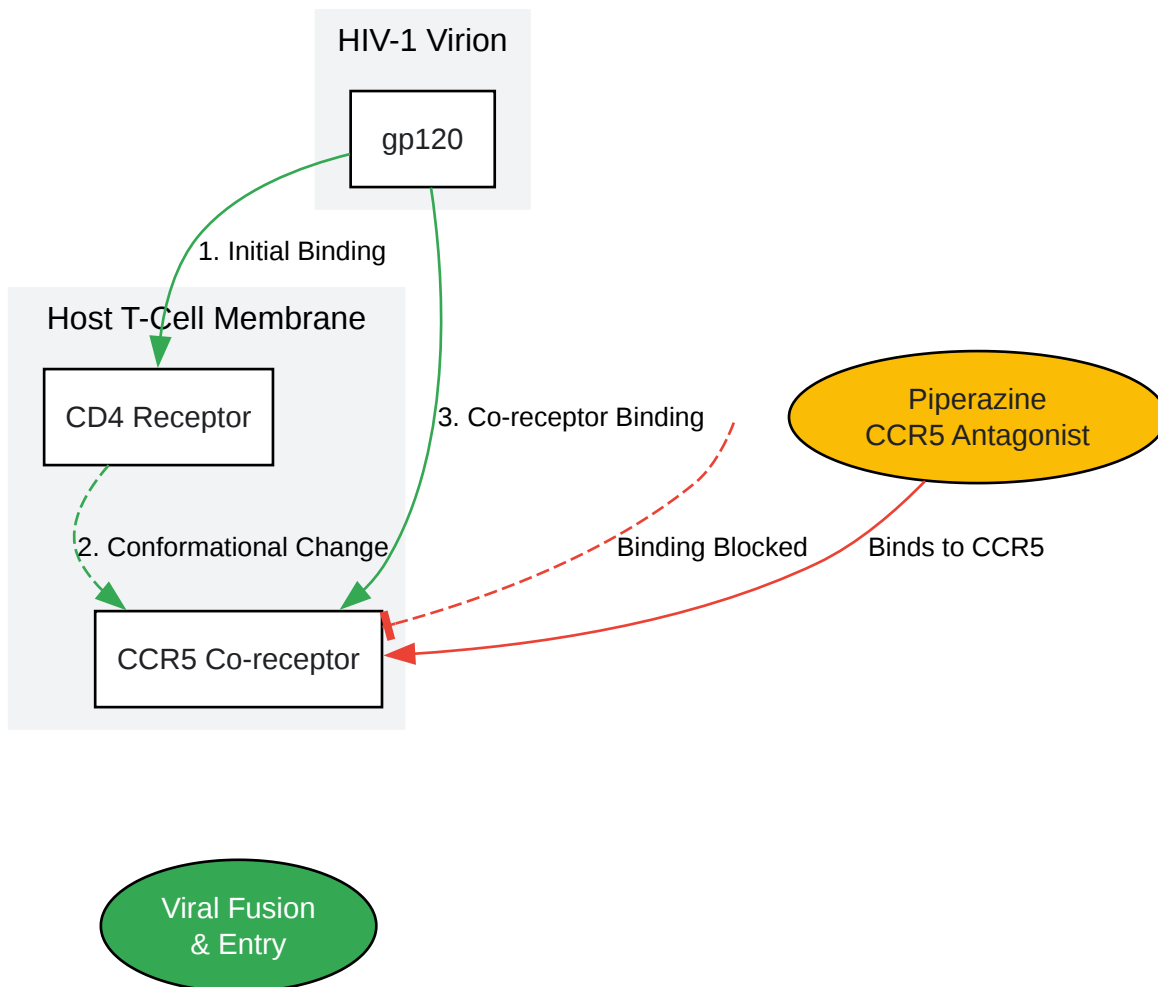 HIV-1 Virion
gp120
1. Initial Binding
Host T-Cell Membrane
CD4 Receptor
3. Co-receptor Binding
Piperazine
CCR5 Antagonist
2. Conformational Change
Binding Blocked
Binds to CCR5
CCR5 Co-receptor
Viral Fusion
& Entry